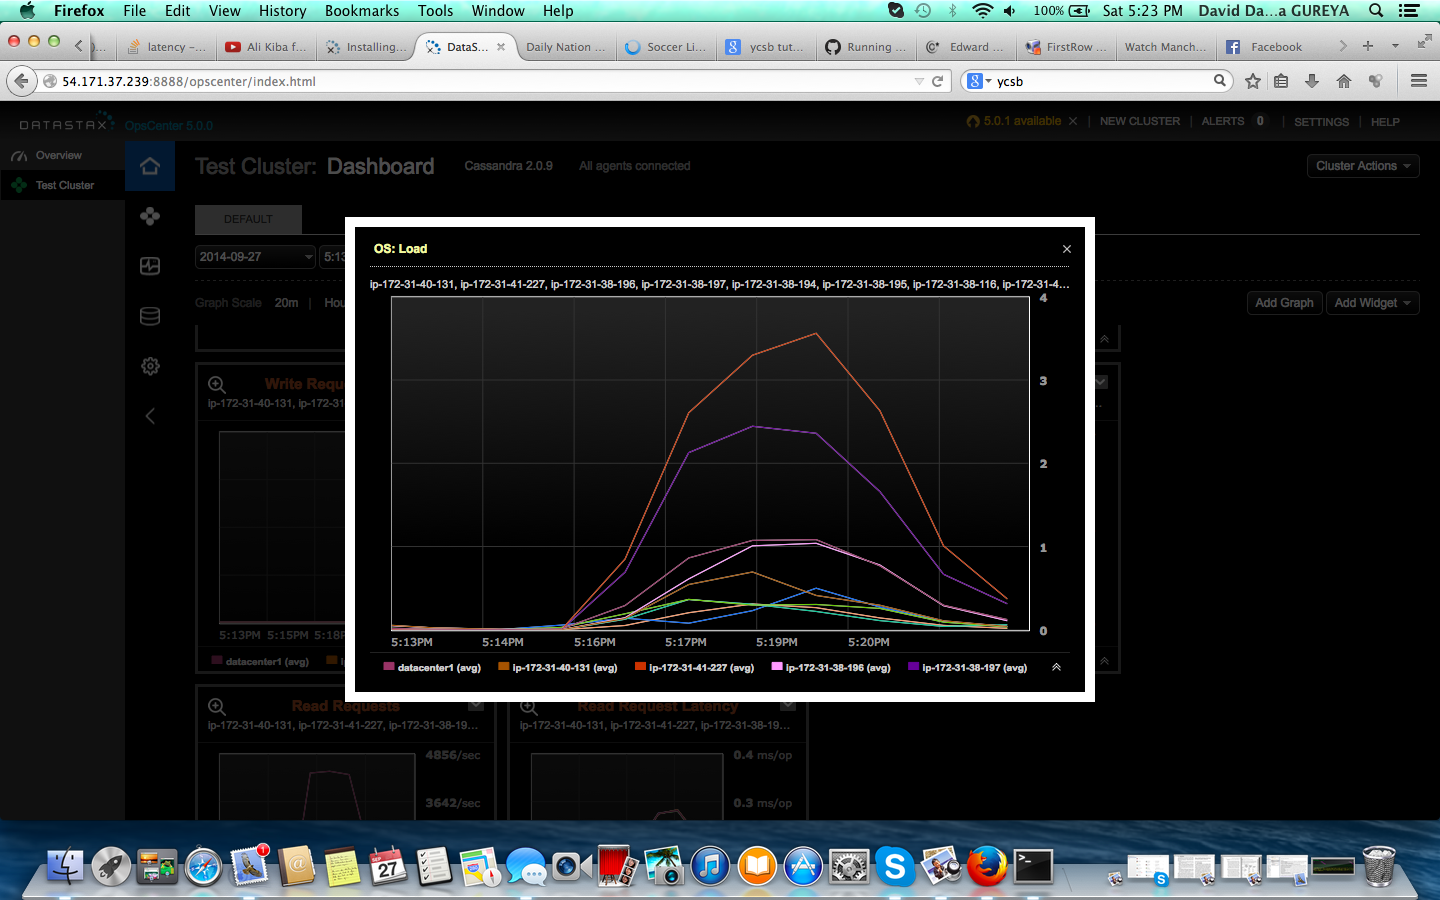 Firefox File Edit View History Bookmarks Tools Window Help 100% Sat 5:23 PM David Da...a GUREYA
)... latency –... Ali Kiba f... Installing... DataS... Daily Nation ... Soccer Li... ycsb tut... Running ... Edward ... FirstRow ... Watch Manch... Facebook
54.171.37.239:8888/opscenter/index.html ycsb
DATASTAX OpsCenter 5.0.0 5.0.1 available × NEW CLUSTER ALERTS 0 SETTINGS HELP
Overview
Test Cluster
Test Cluster: Dashboard Cassandra 2.0.9 All agents connected Cluster Actions
DEFAULT
2014-09-27 5:13
Graph Scale 20m | Hou
Add Graph Add Widget
OS: Load ×
ip-172-31-40-131, ip-172-31-41-227, ip-172-31-38-196, ip-172-31-38-197, ip-172-31-38-194, ip-172-31-38-195, ip-172-31-38-116, ip-172-31-4...
4
3
2
1
0
5:13PM 5:14PM 5:16PM 5:17PM 5:19PM 5:20PM
datacenter1 (avg) ip-172-31-40-131 (avg) ip-172-31-41-227 (avg) ip-172-31-38-196 (avg) ip-172-31-38-197 (avg)
Write Requ
ip-172-31-40-131, ip-172-31
5:13PM 5:15PM 5:18P
datacenter1 (avg) i
Read Requests
ip-172-31-40-131, ip-172-31-41-227, ip-172-31-38-19...
4856/sec
3642/sec
Read Request Latency
ip-172-31-40-131, ip-172-31-41-227, ip-172-31-38-19...
0.4 ms/op
0.3 ms/op
1
SEP
27